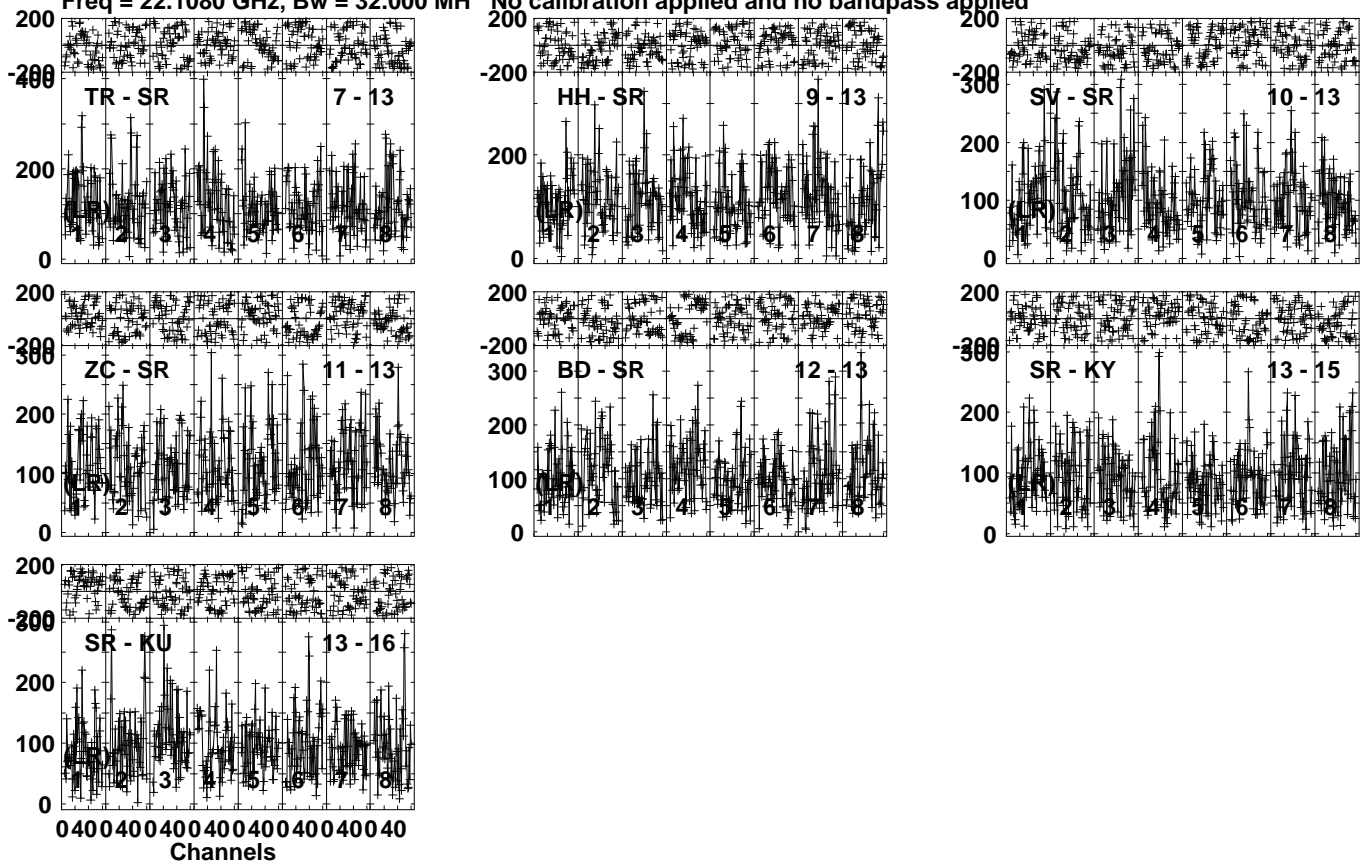 Freq = 22.1080 GHz, Bw = 32.000 MH No calibration applied and no bandpass applied
200
-200
400
200
0
TR - SR 7 - 13
(LR)
1 2 3 4 5 6 7 8
200
-200
200
0
HH - SR 9 - 13
(LR)
1 2 3 4 5 6 7 8
200
-200
300
200
100
0
SV - SR 10 - 13
(LR)
1 2 3 4 5 6 7 8
200
-200
300
200
100
0
ZC - SR 11 - 13
(LR)
1 2 3 4 5 6 7 8
200
-200
300
200
100
0
BD - SR 12 - 13
(LR)
1 2 3 4 5 6 7 8
200
-200
300
200
100
0
SR - KY 13 - 15
(LR)
1 2 3 4 5 6 7 8
200
-200
300
200
100
0
SR - KU 13 - 16
(LR)
1 2 3 4 5 6 7 8
0 40 0 40 0 40 0 40 0 40 0 40 0 40 0 40
Channels